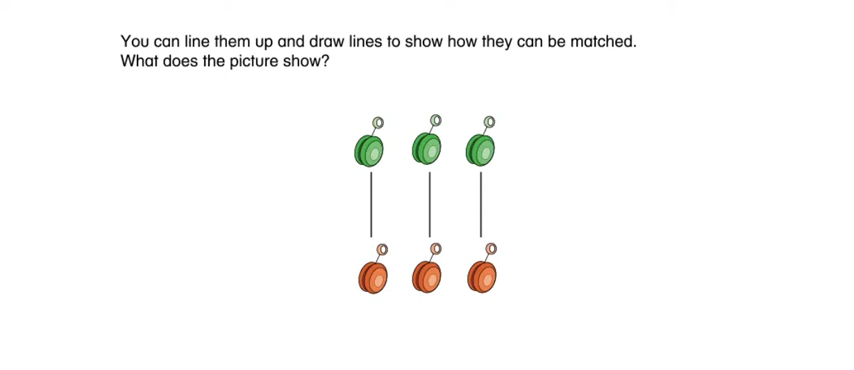 You can line them up and draw lines to show how they can be matched.
What does the picture show?